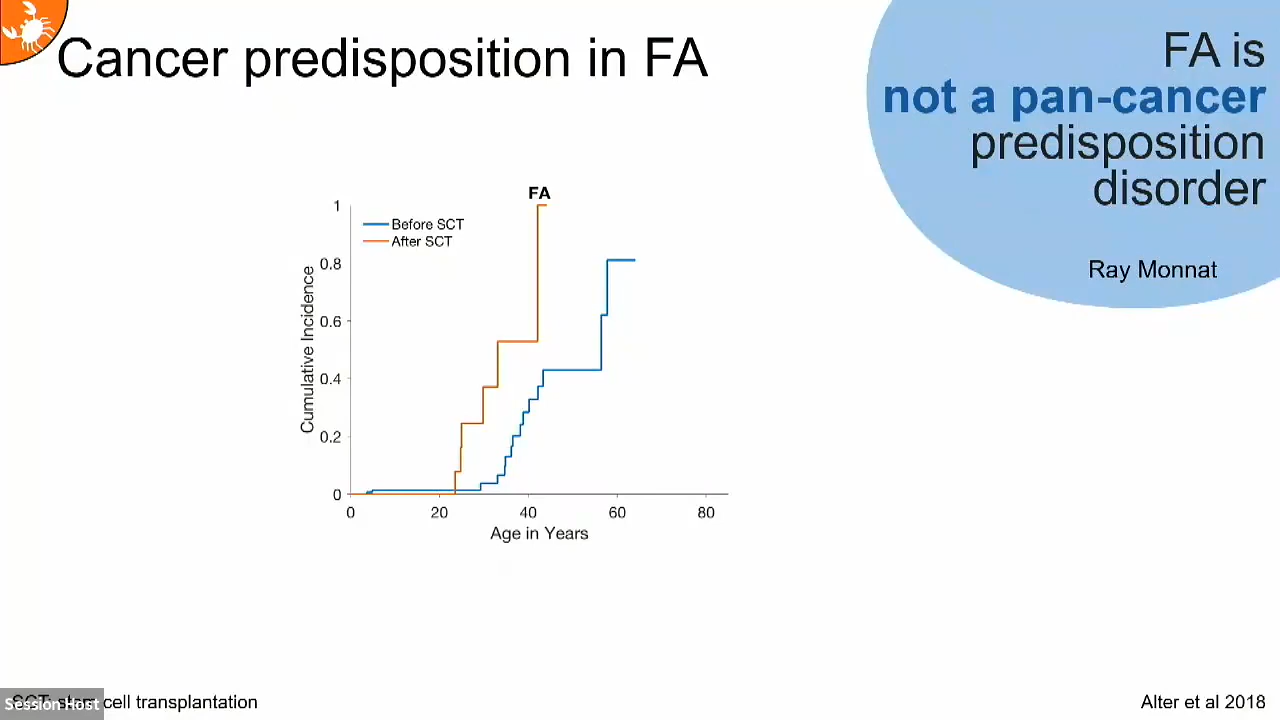 Cancer predisposition in FA
FA is
not a pan-cancer
predisposition
disorder
Ray Monnat
FA
Before SCT
After SCT
Cumulative Incidence
1
0.8
0.6
0.4
0.2
0
0 20 40 60 80
Age in Years
SCT: stem cell transplantation
Session Host
Alter et al 2018